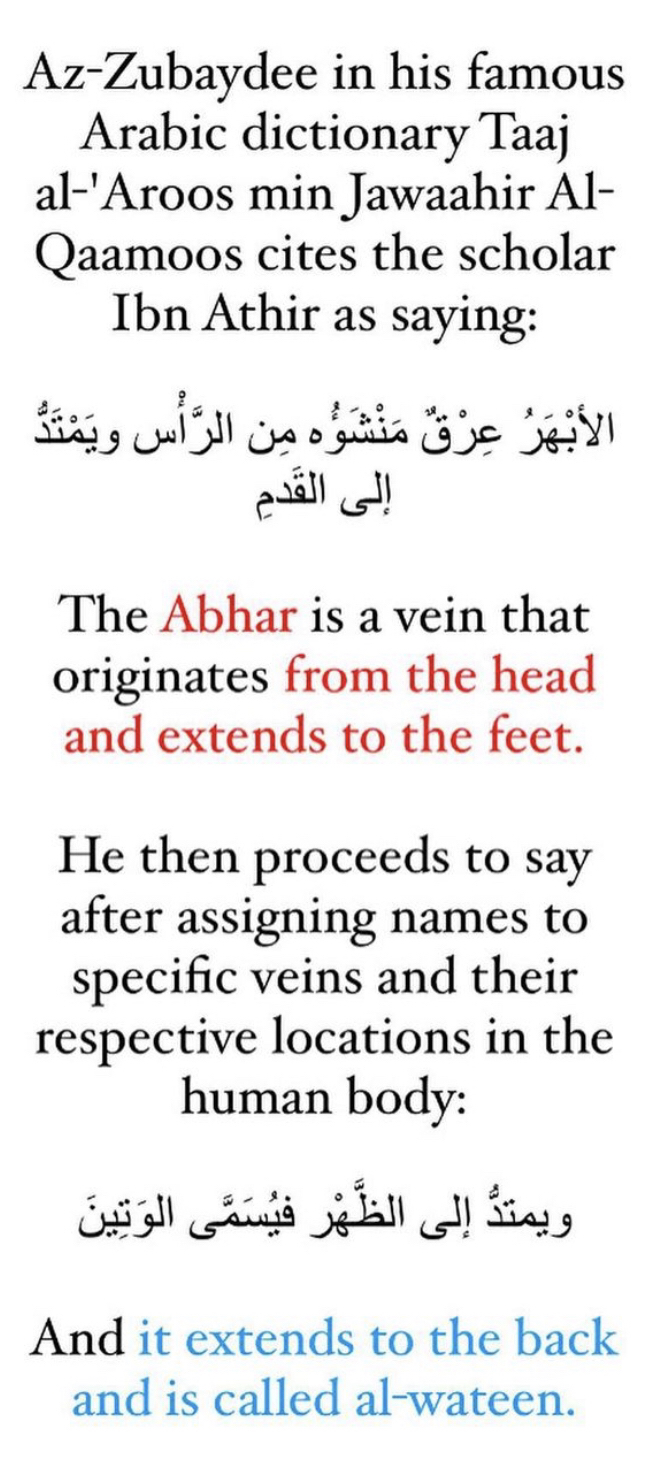 Az-Zubaydee in his famous
Arabic dictionary Taaj
al-'Aroos min Jawaahir Al-
Qaamoos cites the scholar
Ibn Athir as saying:
الأَبْهَرُ عِرْقٌ مَنْشَؤُه مِن الرَّأْس ويَمْتَدُّ
إلى القَدمِ
The Abhar is a vein that
originates from the head
and extends to the feet.
He then proceeds to say
after assigning names to
specific veins and their
respective locations in the
human body:
ويمتدُّ إلى الظَّهْر فيُسَمَّى الوَتِينَ
And it extends to the back
and is called al-wateen.